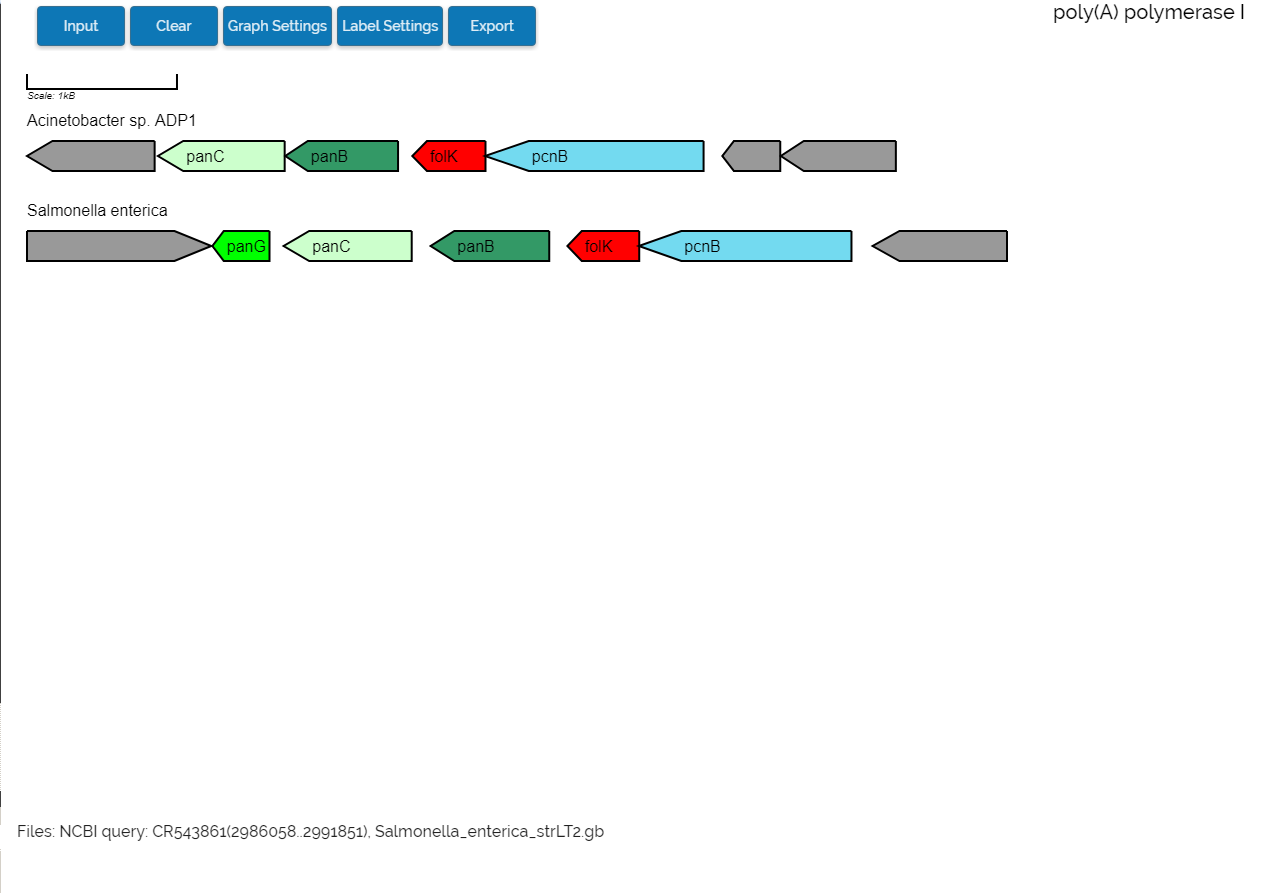 Input Clear Graph Settings Label Settings Export
poly(A) polymerase I
Scale: 1kB
Acinetobacter sp. ADP1
panC panB folK pcnB
Salmonella enterica
panG panC panB folK pcnB
Files: NCBI query: CR543861(2986058..2991851), Salmonella_enterica_strLT2.gb